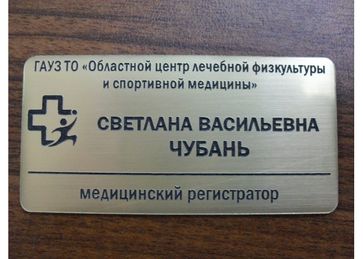 ГАУЗ ТО «Областной центр лечебной физкультуры
и спортивной медицины»
СВЕТЛАНА ВАСИЛЬЕВНА
ЧУБАНЬ
медицинский регистратор